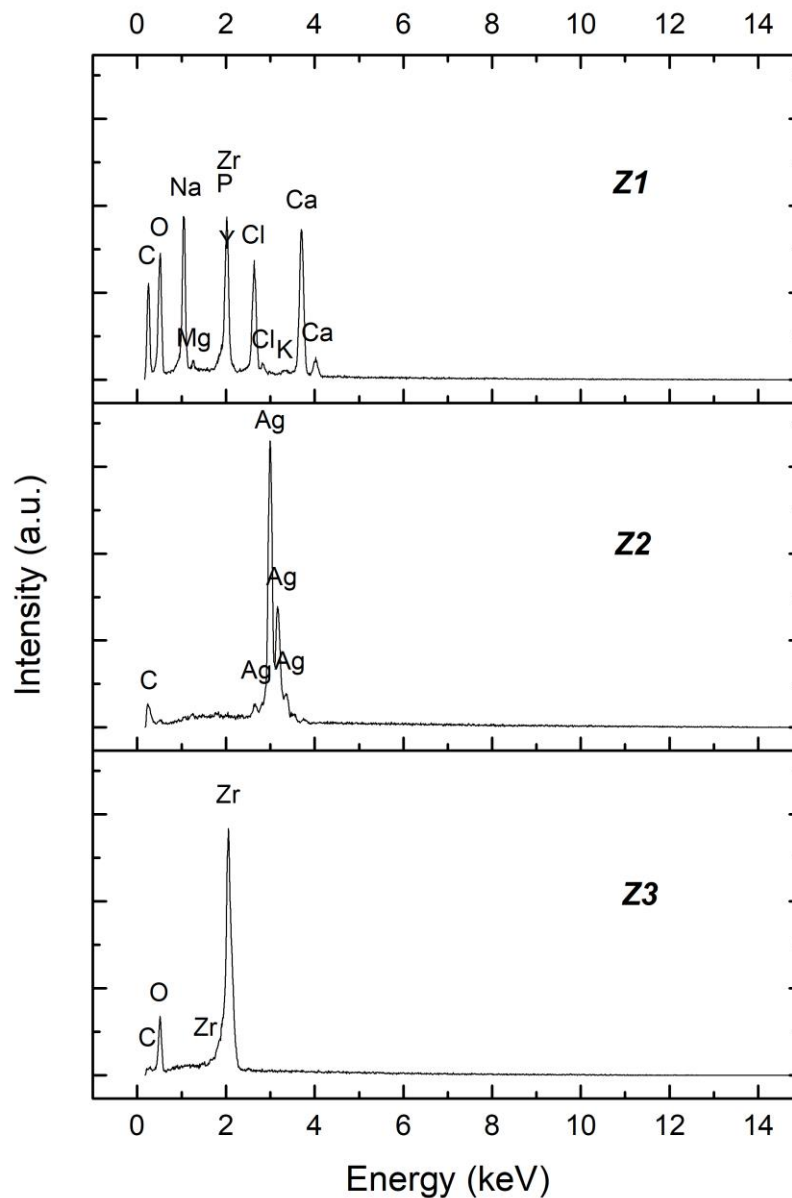 0 2 4 6 8 10 12 14
Z1
Zr
Na P Ca
O Y Cl
C
Mg Cl K Ca
Ag
Z2
Ag
Ag Ag
C
Intensity (a.u.)
Zr
Z3
O
C Zr
0 2 4 6 8 10 12 14
Energy (keV)